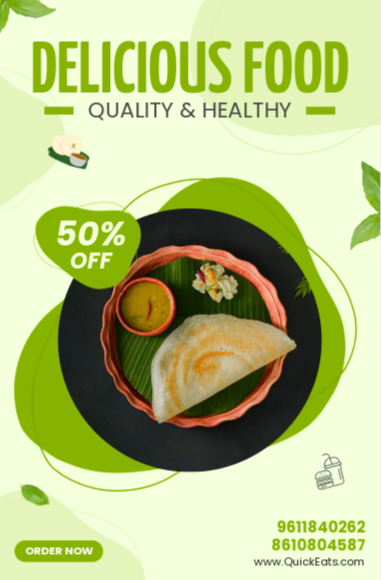 DELICIOUS FOOD
QUALITY & HEALTHY
50%
OFF
9611840262
8610804587
ORDER NOW
www.QuickEats.com